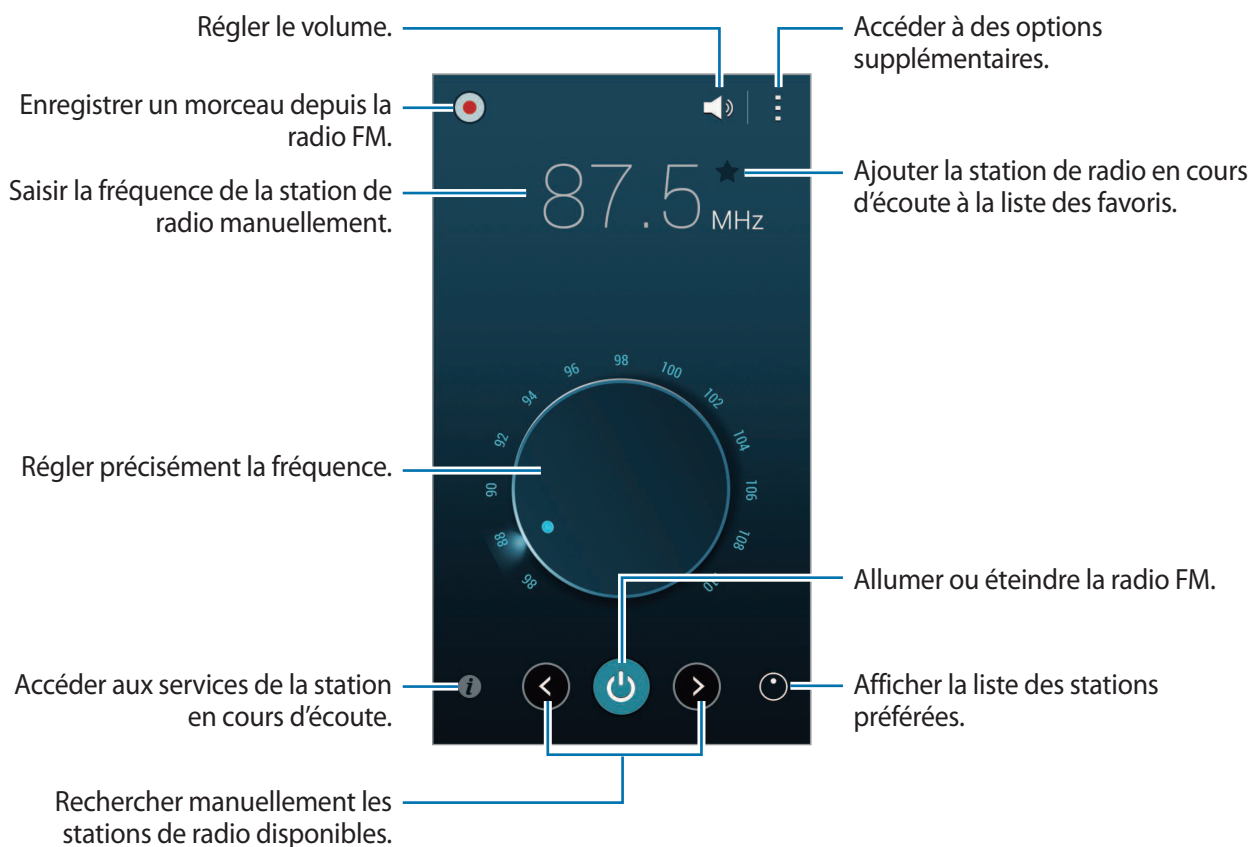 Régler le volume.
Accéder à des options
supplémentaires.
Enregistrer un morceau depuis la
radio FM.
Saisir la fréquence de la station de
radio manuellement.
87.5 MHz
Ajouter la station de radio en cours
d'écoute à la liste des favoris.
86
88
90
92
94
96
98
100
102
104
106
108
Régler précisément la fréquence.
Allumer ou éteindre la radio FM.
Accéder aux services de la station
en cours d'écoute.
i
Afficher la liste des stations
préférées.
Rechercher manuellement les
stations de radio disponibles.